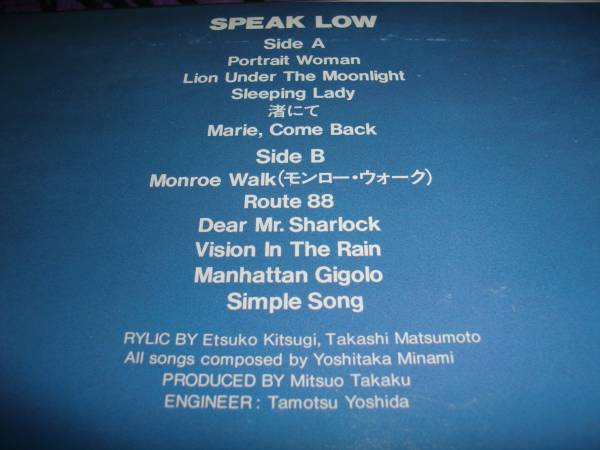 SPEAK LOW
Side A
Portrait Woman
Lion Under The Moonlight
Sleeping Lady
渚にて
Marie, Come Back
Side B
Monroe Walk(モンロー・ウォーク)
Route 88
Dear Mr. Sharlock
Vision In The Rain
Manhattan Gigolo
Simple Song
RYLIC BY Etsuko Kitsugi, Takashi Matsumoto
All songs composed by Yoshitaka Minami
PRODUCED BY Mitsuo Takaku
ENGINEER : Tamotsu Yoshida